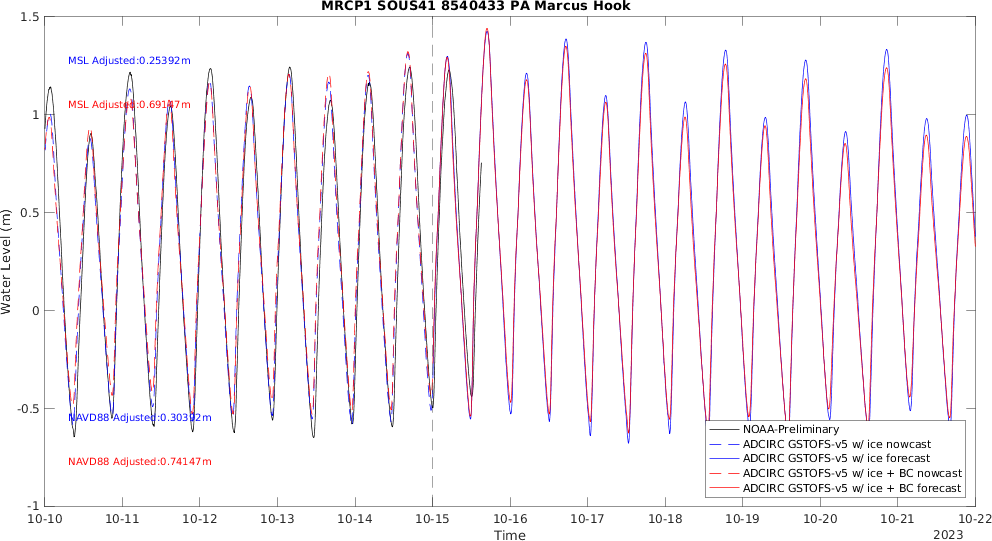 MRCP1 SOUS41 8540433 PA Marcus Hook
1.5
1
0.5
0
-0.5
-1
Water Level (m)
MSL Adjusted:0.25392m
MSL Adjusted:0.69147m
NAVD88 Adjusted:0.30392m
NAVD88 Adjusted:0.74147m
NOAA-Preliminary
ADCIRC GSTOFS-v5 w/ ice nowcast
ADCIRC GSTOFS-v5 w/ ice forecast
ADCIRC GSTOFS-v5 w/ ice + BC nowcast
ADCIRC GSTOFS-v5 w/ ice + BC forecast
10-10 10-11 10-12 10-13 10-14 10-15 10-16 10-17 10-18 10-19 10-20 10-21 10-22
Time
2023